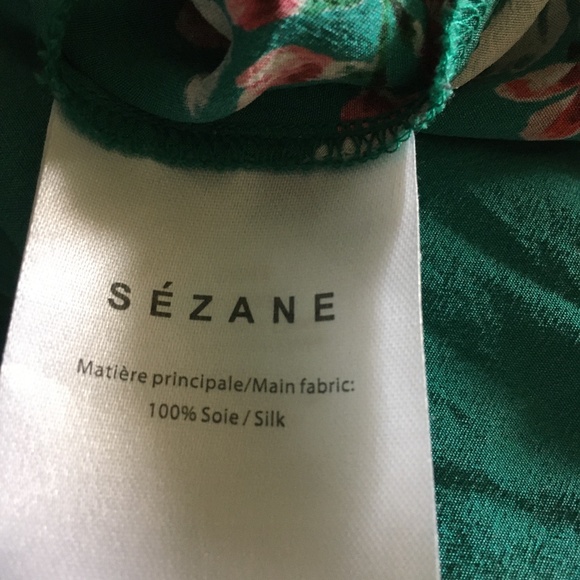 SÉZANE
Matière principale/Main fabric:
100% Soie / Silk